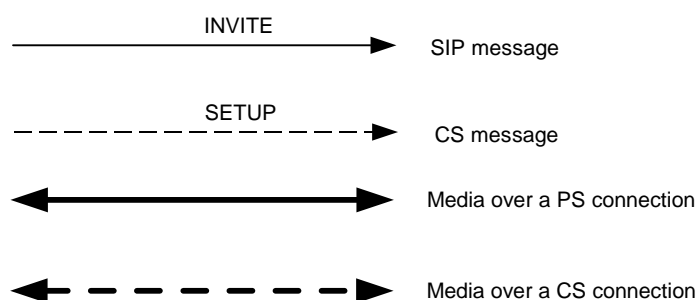 INVITE
SIP message
SETUP
CS message
Media over a PS connection
Media over a CS connection